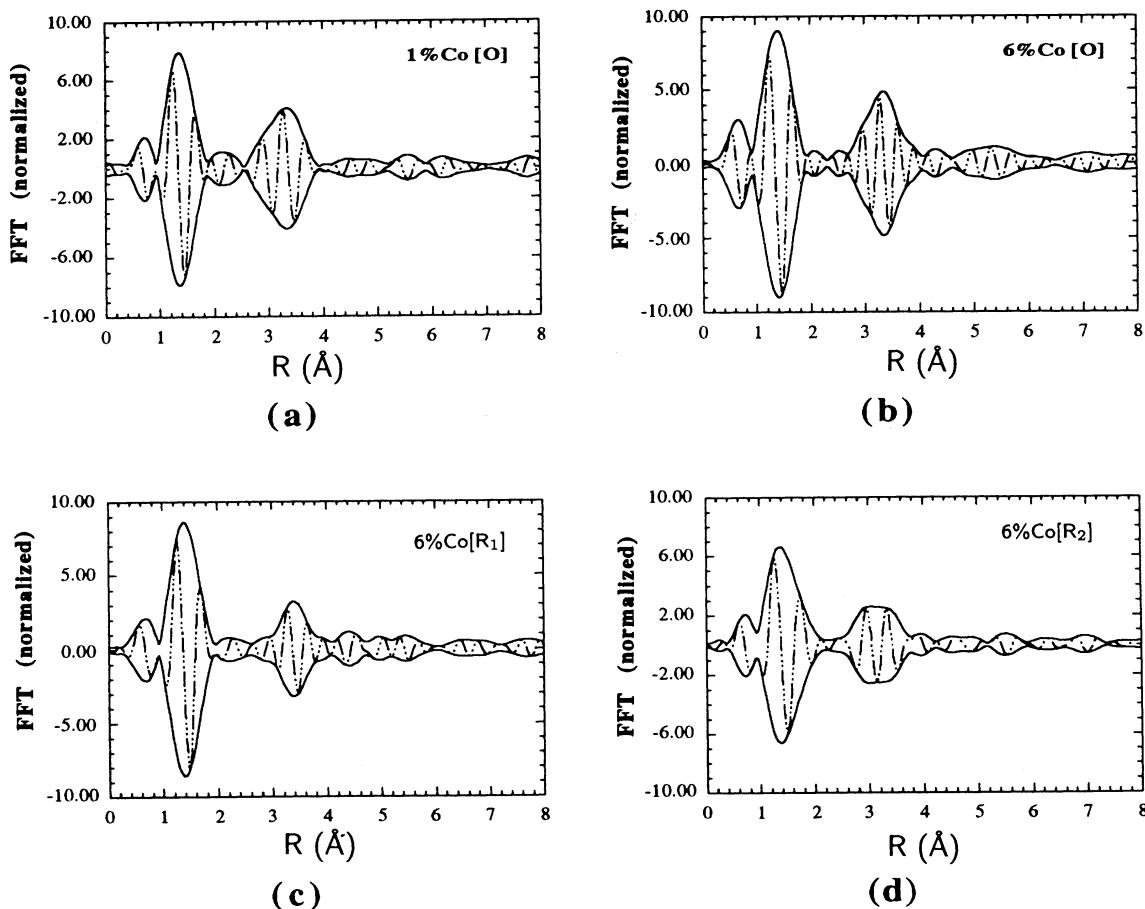 10.00
6.00
2.00
-2.00
-6.00
-10.00
FFT (normalized)
1%Co [O]
0 1 2 3 4 5 6 7 8
R (Å)
(a)
10.00
5.00
0.00
-5.00
-10.00
FFT (normalized)
6%Co [O]
0 1 2 3 4 5 6 7 8
R (Å)
(b)
10.00
5.00
0.00
-5.00
-10.00
FFT (normalized)
6%Co[R₁]
0 1 2 3 4 5 6 7 8
R (Å)
(c)
10.00
6.00
2.00
-2.00
-6.00
-10.00
FFT (normalized)
6%Co[R₂]
0 1 2 3 4 5 6 7 8
R (Å)
(d)